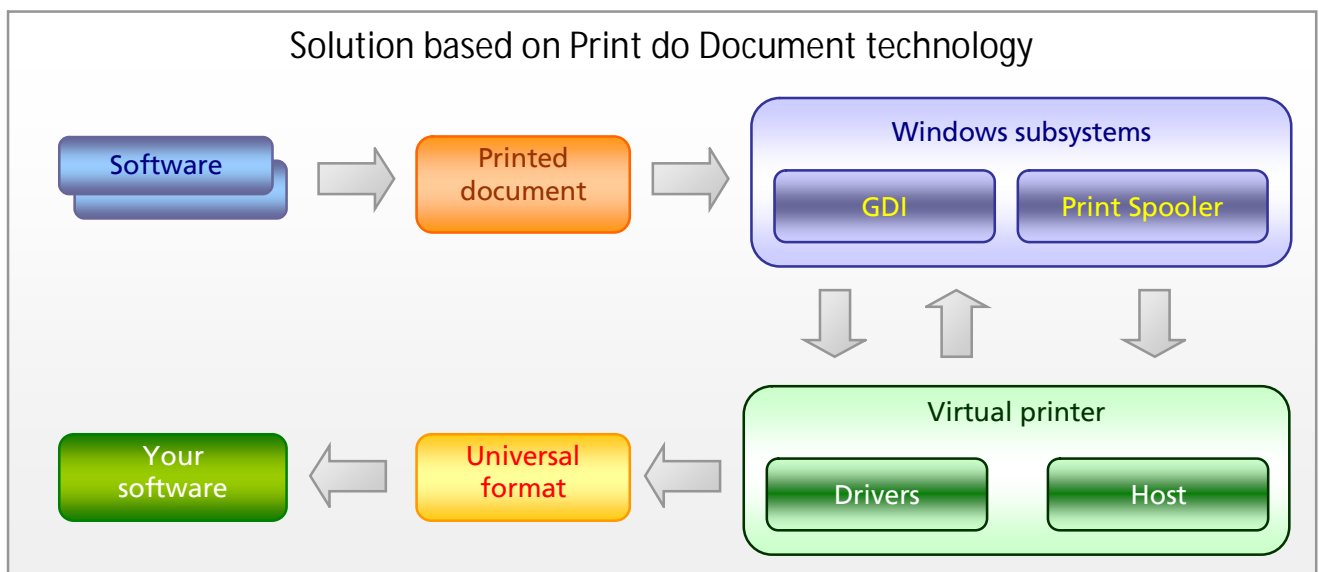 Solution based on Print do Document technology
Software
Printed
document
Windows subsystems
GDI
Print Spooler
Your
software
Universal
format
Virtual printer
Drivers
Host